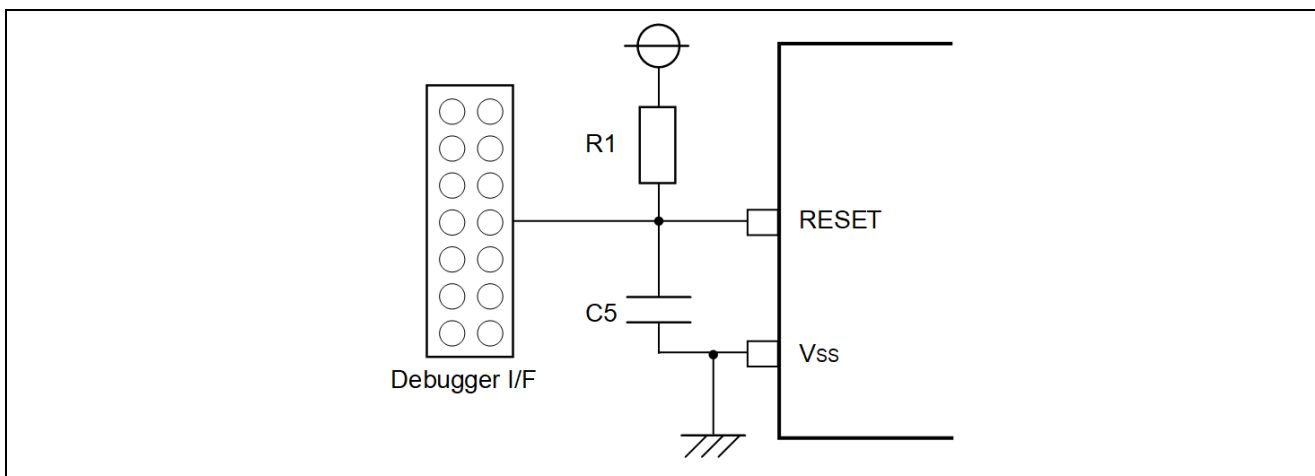 R1
RESET
C5
Vss
Debugger I/F